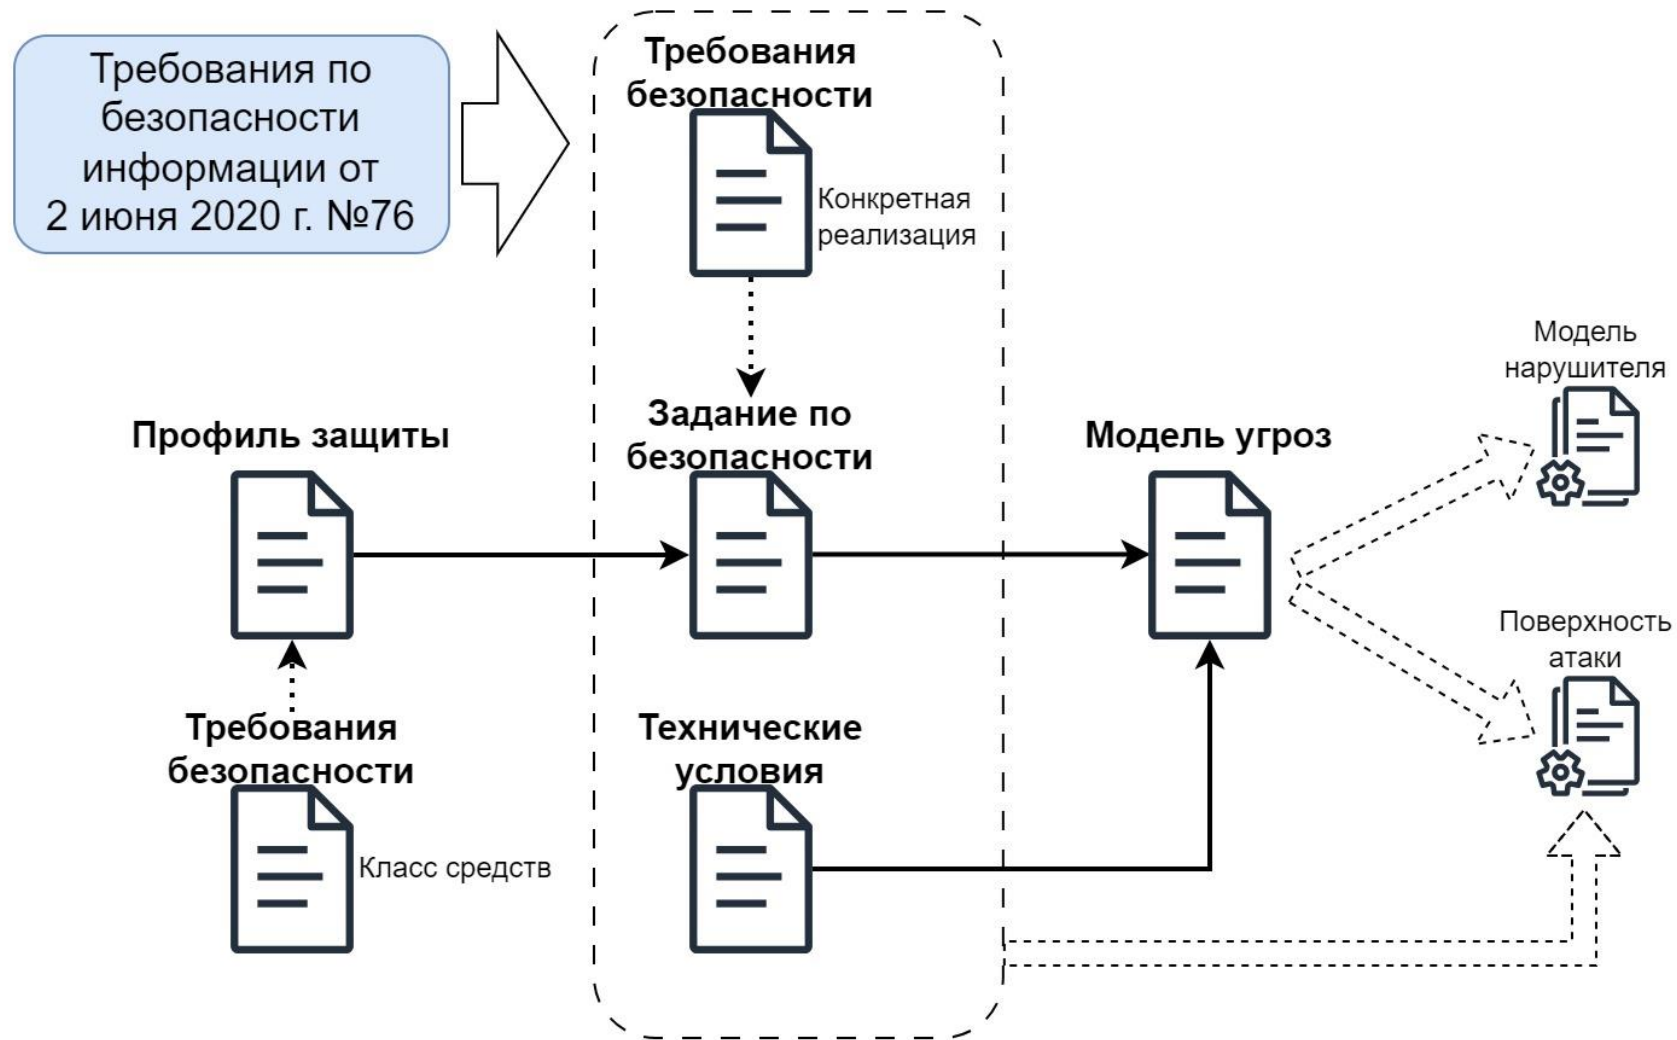 Требования по
безопасности
информации от
2 июня 2020 г. №76
Требования
безопасности
Конкретная
реализация
Модель
нарушителя
Профиль защиты
Задание по
безопасности
Модель угроз
Поверхность
атаки
Требования
безопасности
Класс средств
Технические
условия